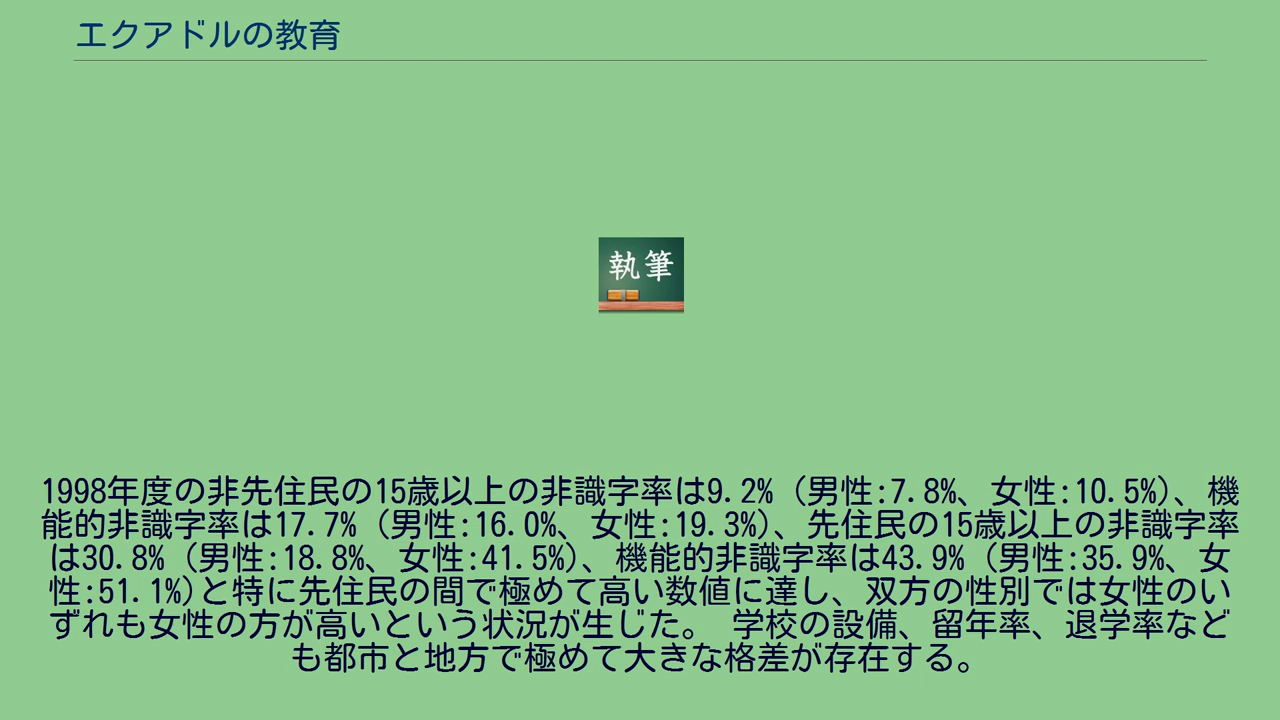 エクアドルの教育
執筆
1998年度の非先住民の15歳以上の非識字率は9.2%（男性:7.8%、女性:10.5%）、機
能的非識字率は17.7%（男性:16.0%、女性:19.3%）、先住民の15歳以上の非識字率
は30.8%（男性:18.8%、女性:41.5%）、機能的非識字率は43.9%（男性:35.9%、女
性:51.1%)と特に先住民の間で極めて高い数値に達し、双方の性別では女性のい
ずれも女性の方が高いという状況が生じた。 学校の設備、留年率、退学率など
も都市と地方で極めて大きな格差が存在する。